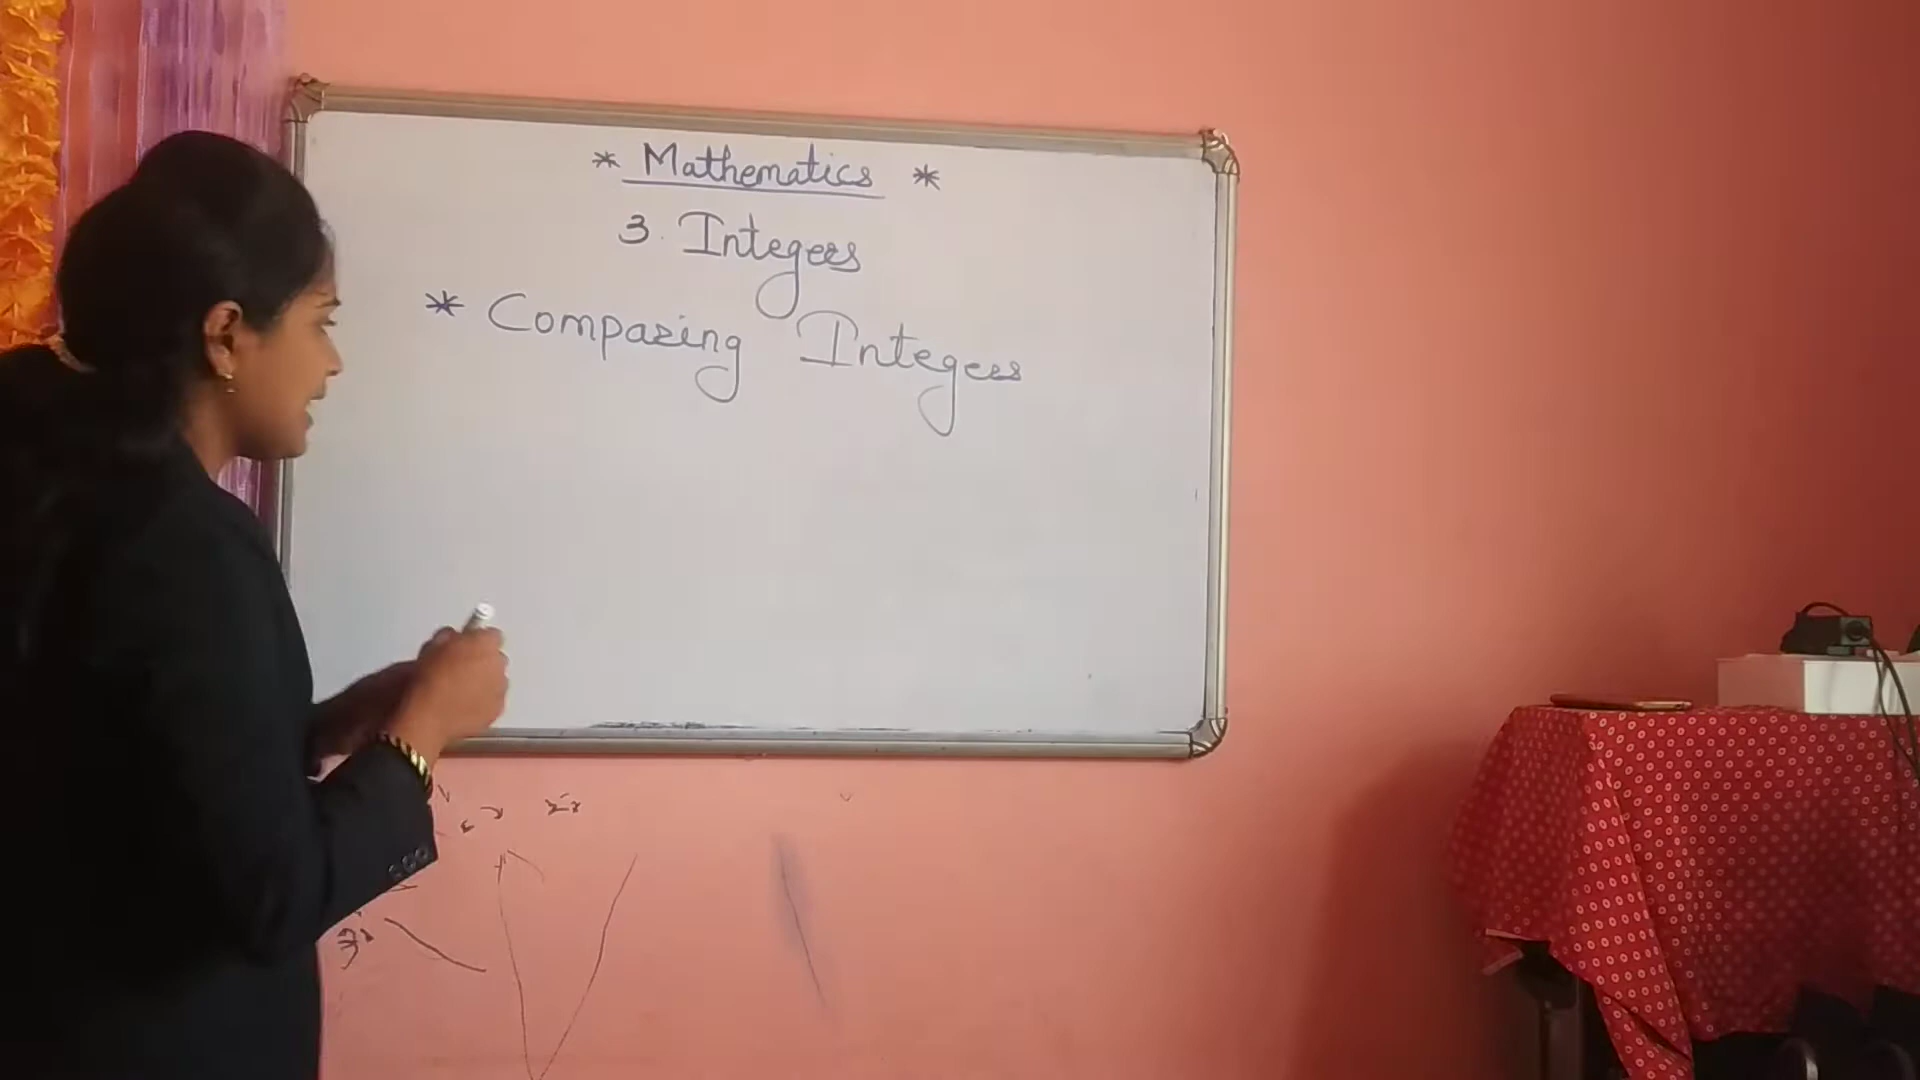 * Mathematics *
3. Integers
* Comparing Integers